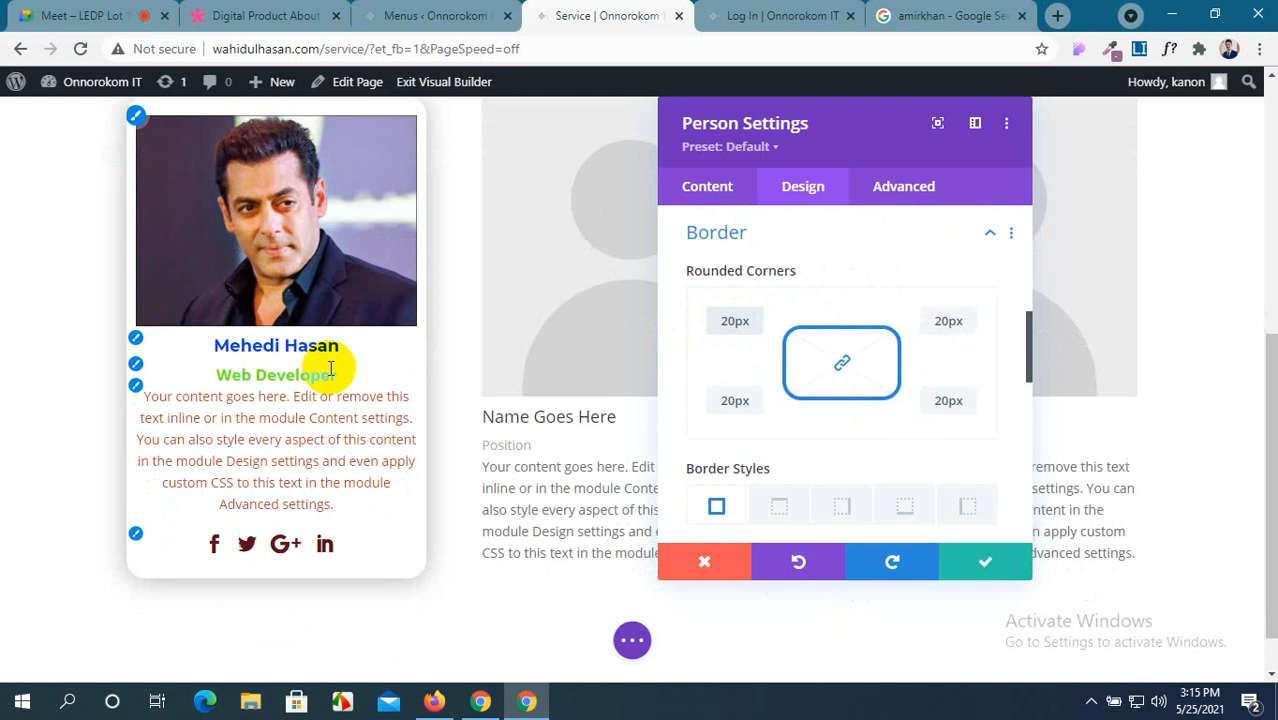 Meet – LEDP Lot
Digital Product About
Menus ‹ Onnorokom IT
Service | Onnorokom IT
Log In | Onnorokom IT
amirkhan - Google Se
Not secure
wahidulhasan.com/service/?et_fb=1&PageSpeed=off
Onnorokom IT
1
0
New
Edit Page
Exit Visual Builder
Howdy, kanon
Mehedi Hasan
Web Developer
Your content goes here. Edit or remove this
text inline or in the module Content settings.
You can also style every aspect of this content
in the module Design settings and even apply
custom CSS to this text in the module
Advanced settings.
Name Goes Here
Position
Your content goes here. Edit
inline or in the module Conte
also style every aspect of this
module Design settings and
CSS to this text in the module
Person Settings
Preset: Default
Content
Design
Advanced
Border
Rounded Corners
20px
20px
20px
20px
Border Styles
remove this text
settings. You can
ontent in the
n apply custom
dvanced settings.
Activate Windows
Go to Settings to activate Windows.
3:15 PM
5/25/2021
2